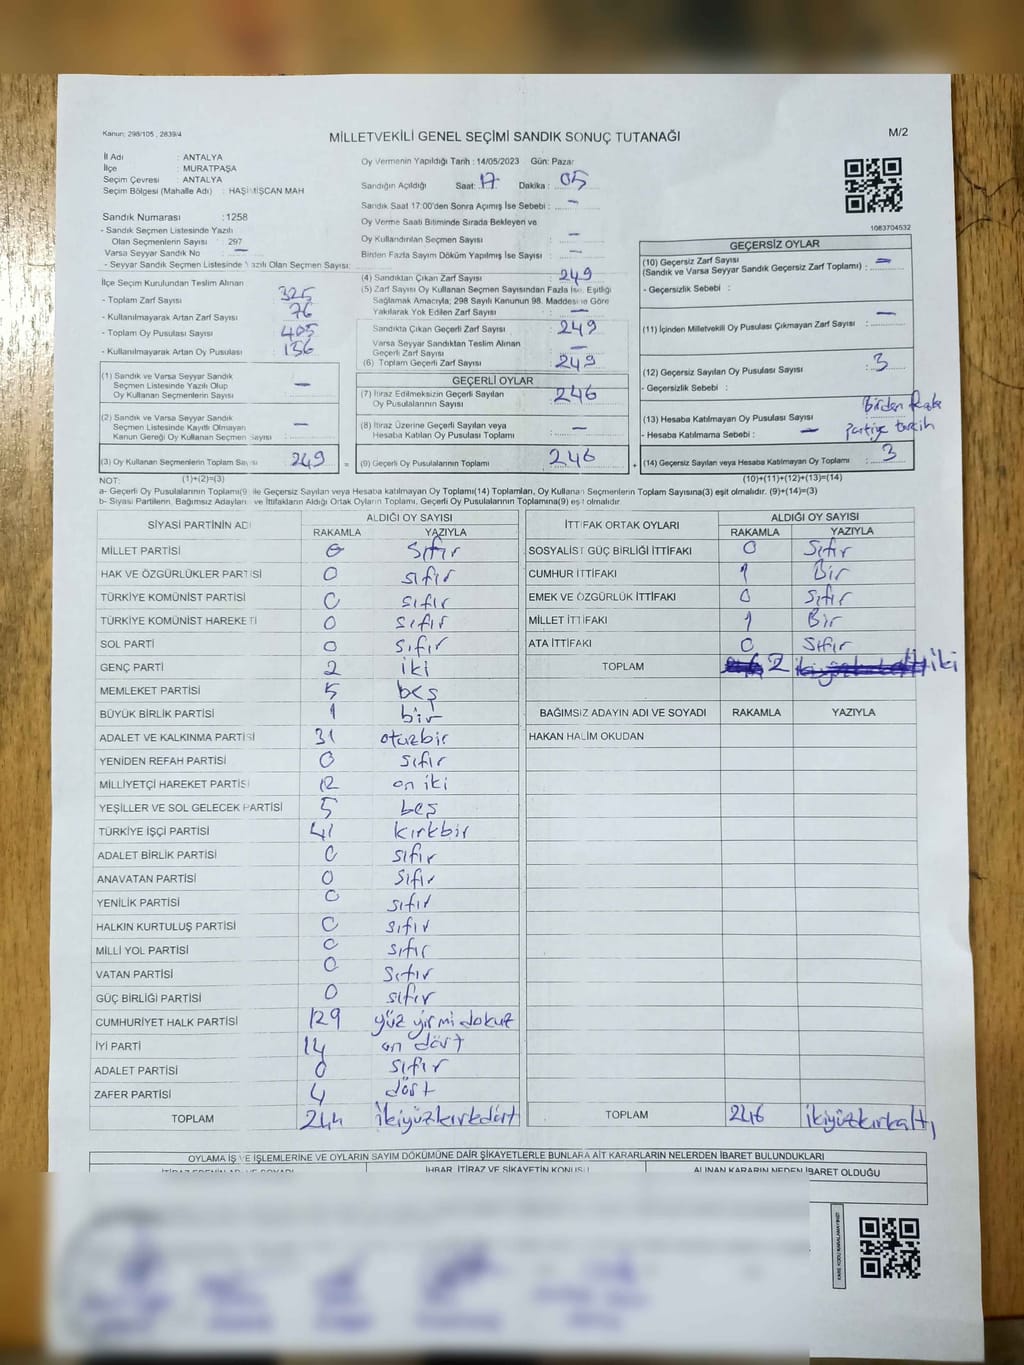 Kanun: 298/105 , 2839/4
MİLLETVEKİLİ GENEL SEÇİMİ SANDIK SONUÇ TUTANAĞI
M/2
İl Adı : ANTALYA
İlçe : MURATPAŞA
Seçim Çevresi : ANTALYA
Seçim Bölgesi (Mahalle Adı) : HAŞİMİŞCAN MAH
Sandık Numarası :1258
- Sandık Seçmen Listesinde Yazılı
Olan Seçmenlerin Sayısı : 297
Varsa Seyyar Sandık No : —
- Seyyar Sandık Seçmen Listesinde Yazılı Olan Seçmen Sayısı:
İlçe Seçim Kurulundan Teslim Alınan
- Toplam Zarf Sayısı : 325
- Kullanılmayarak Artan Zarf Sayısı : 76
- Toplam Oy Pusulası Sayısı : 405
- Kullanılmayarak Artan Oy Pusulası : 156
(1) Sandık ve Varsa Seyyar Sandık
Seçmen Listesinde Yazılı Olup
Oy Kullanan Seçmenlerin Sayısı : —
(2) Sandık ve Varsa Seyyar Sandık
Seçmen Listesinde Kayıtlı Olmayan
Kanun Gereği Oy Kullanan Seçmen Sayısı : —
(3) Oy Kullanan Seçmenlerin Toplam Sayısı 249
Oy Vermenin Yapıldığı Tarih : 14/05/2023 Gün: Pazar
Sandığın Açıldığı Saat: 17 Dakika : 05
Sandık Saat 17:00'den Sonra Açımış İse Sebebi : —
Oy Verme Saati Bitiminde Sırada Bekleyen ve
Oy Kullandırılan Seçmen Sayısı —
Birden Fazla Sayım Döküm Yapılmış İse Sayısı : —
(4) Sandıktan Çıkan Zarf Sayısı : 249
(5) Zarf Sayısı Oy Kullanan Seçmen Sayısından Fazla İse, Eşitliği
Sağlamak Amacıyla; 298 Sayılı Kanunun 98. Maddesine Göre
Yakılarak Yok Edilen Zarf Sayısı : —
Sandıkta Çıkan Geçerli Zarf Sayısı : 249
Varsa Seyyar Sandıktan Teslim Alınan
Geçerli Zarf Sayısı : —
(6) Toplam Geçerli Zarf Sayısı : 249
GEÇERLİ OYLAR
(7) İtiraz Edilmeksizin Geçerli Sayılan
Oy Pusulalarının Sayısı : 246
(8) İtiraz Üzerine Geçerli Sayılan veya
Hesaba Katılan Oy Pusulası Toplamı : —
= (9) Geçerli Oy Pusulalarının Toplamı : 246
1083704532
GEÇERSİZ OYLAR
(10) Geçersiz Zarf Sayısı : —
(Sandık ve Varsa Seyyar Sandık Geçersiz Zarf Toplamı) :
- Geçersizlik Sebebi :
(11) İçinden Milletvekili Oy Pusulası Çıkmayan Zarf Sayısı : —
(12) Geçersiz Sayılan Oy Pusulası Sayısı : 3
- Geçersizlik Sebebi :
Birden fazla
partiye tercih
(13) Hesaba Katılmayan Oy Pusulası Sayısı :
- Hesaba Katılmama Sebebi : —
+ (14) Geçersiz Sayılan veya Hesaba Katılmayan Oy Toplamı : 3
NOT: (1)+(2)=(3) (10)+(11)+(12)+(13)=(14)
a- Geçerli Oy Pusulalarının Toplamı(9) ile Geçersiz Sayılan veya Hesaba katılmayan Oy Toplamı(14) Toplamları, Oy Kullanan Seçmenlerin Toplam Sayısına(3) eşit olmalıdır. (9)+(14)=(3)
b- Siyasi Partilerin, Bağımsız Adayların ve İttifakların Aldığı Ortak Oyların Toplamı, Geçerli Oy Pusulalarının Toplamına(9) eşit olmalıdır.
SİYASİ PARTİNİN ADI ALDIĞI OY SAYISI
RAKAMLA YAZIYLA
MİLLET PARTİSİ 0 sıfır
HAK VE ÖZGÜRLÜKLER PARTİSİ 0 sıfır
TÜRKİYE KOMÜNİST PARTİSİ 0 sıfır
TÜRKİYE KOMÜNİST HAREKETİ 0 sıfır
SOL PARTİ 0 sıfır
GENÇ PARTİ 2 iki
MEMLEKET PARTİSİ 5 beş
BÜYÜK BİRLİK PARTİSİ 1 bir
ADALET VE KALKINMA PARTİSİ 31 otuzbir
YENİDEN REFAH PARTİSİ 0 sıfır
MİLLİYETÇİ HAREKET PARTİSİ 12 on iki
YEŞİLLER VE SOL GELECEK PARTİSİ 5 beş
TÜRKİYE İŞÇİ PARTİSİ 41 kırkbir
ADALET BİRLİK PARTİSİ 0 sıfır
ANAVATAN PARTİSİ 0 sıfır
YENİLİK PARTİSİ 0 sıfır
HALKIN KURTULUŞ PARTİSİ 0 sıfır
MİLLİ YOL PARTİSİ 0 sıfır
VATAN PARTİSİ 0 sıfır
GÜÇ BİRLİĞİ PARTİSİ 0 sıfır
CUMHURİYET HALK PARTİSİ 129 yüz yirmi dokuz
İYİ PARTİ 14 on dört
ADALET PARTİSİ 0 sıfır
ZAFER PARTİSİ 4 dört
TOPLAM 244 ikiyüzkırkdört
İTTİFAK ORTAK OYLARI ALDIĞI OY SAYISI
RAKAMLA YAZIYLA
SOSYALİST GÜÇ BİRLİĞİ İTTİFAKI 0 Sıfır
CUMHUR İTTİFAKI 1 Bir
EMEK VE ÖZGÜRLÜK İTTİFAKI 0 Sıfır
MİLLET İTTİFAKI 1 Bir
ATA İTTİFAKI 0 Sıfır
TOPLAM 2 iki
BAĞIMSIZ ADAYIN ADI VE SOYADI RAKAMLA YAZIYLA
HAKAN HALİM OKUDAN
TOPLAM 246 ikiyüzkırkaltı
OYLAMA İŞ VE İŞLEMLERİNE VE OYLARIN SAYIM DÖKÜMÜNE DAİR ŞİKAYETLERLE BUNLARA AİT KARARLARIN NELERDEN İBARET BULUNDUKLARI
İTİRAZ EDENİN ADI VE SOYADI İHBAR, İTİRAZ VE ŞİKAYETİN KONUSU ALINAN KARARIN NEDEN İBARET OLDUĞU
KARE KODU KARALAMAYINIZ!